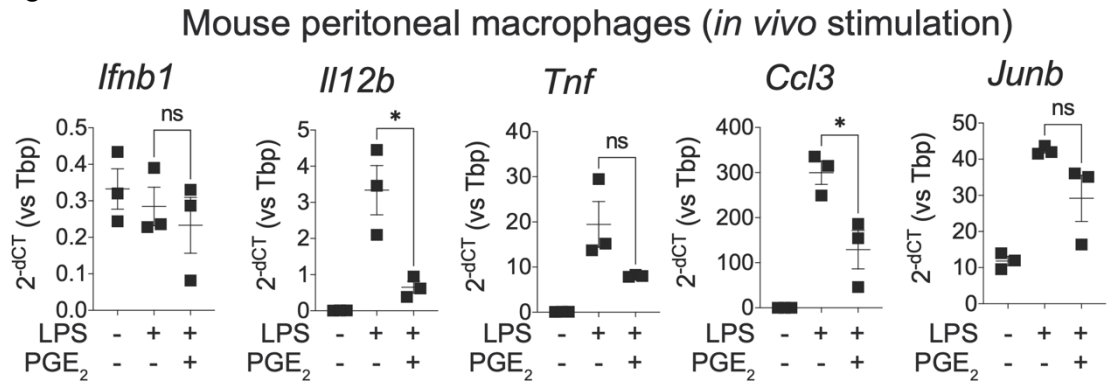 Mouse peritoneal macrophages (in vivo stimulation)
Ifnb1
ns
2-dCT (vs Tbp)
0.5
0.4
0.3
0.2
0.1
0.0
LPS - + +
PGE2 - - +
Il12b
*
2-dCT (vs Tbp)
5
4
3
2
1
0
LPS - + +
PGE2 - - +
Tnf
ns
2-dCT (vs Tbp)
40
30
20
10
0
LPS - + +
PGE2 - - +
Ccl3
*
2-dCT (vs Tbp)
400
300
200
100
0
LPS - + +
PGE2 - - +
Junb
ns
2-dCT (vs Tbp)
50
40
30
20
10
0
LPS - + +
PGE2 - - +